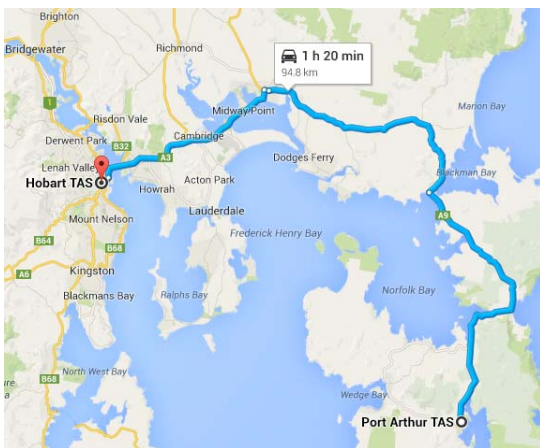 Brighton
Bridgewater
Richmond
1 h 20 min
94.8 km
1
Risdon Vale
Midway Point
Marion Bay
Derwent Park
B32
Cambridge
Lenah Valley
A3
Dodges Ferry
Blackman Bay
Hobart TAS
Howrah
Acton Park
Mount Nelson
Lauderdale
A9
B64
B68
Frederick Henry Bay
A6
Kingston
Norfolk Bay
Blackmans Bay
Ralphs Bay
North West Bay
B68
Wedge Bay
Port Arthur TAS